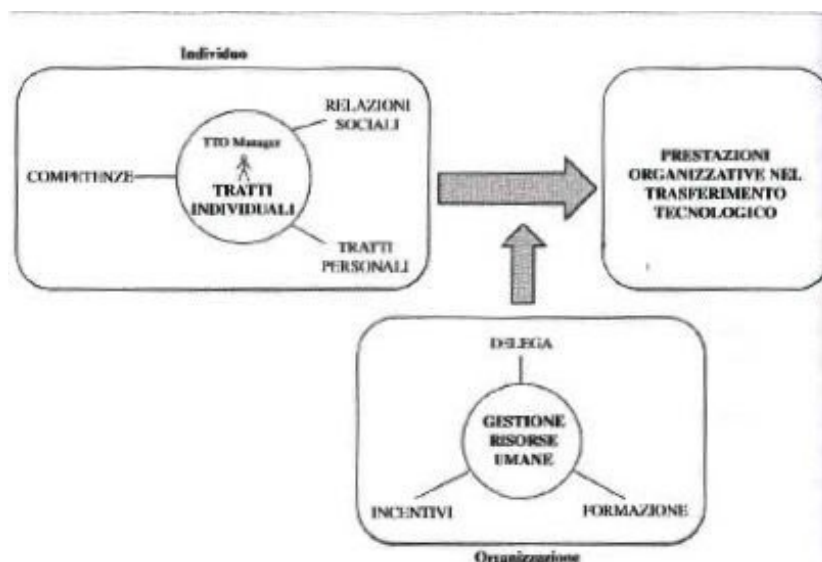 Individuo
RELAZIONI
SOCIALI
TTO Manager
COMPETENZE
TRATTI
INDIVIDUALI
TRATTI
PERSONALI
PRESTAZIONI
ORGANIZZATIVE NEL
TRASFERIMENTO
TECNOLOGICO
DELEGA
GESTIONE
RISORSE
UMANE
INCENTIVI
FORMAZIONE
Organizzazione